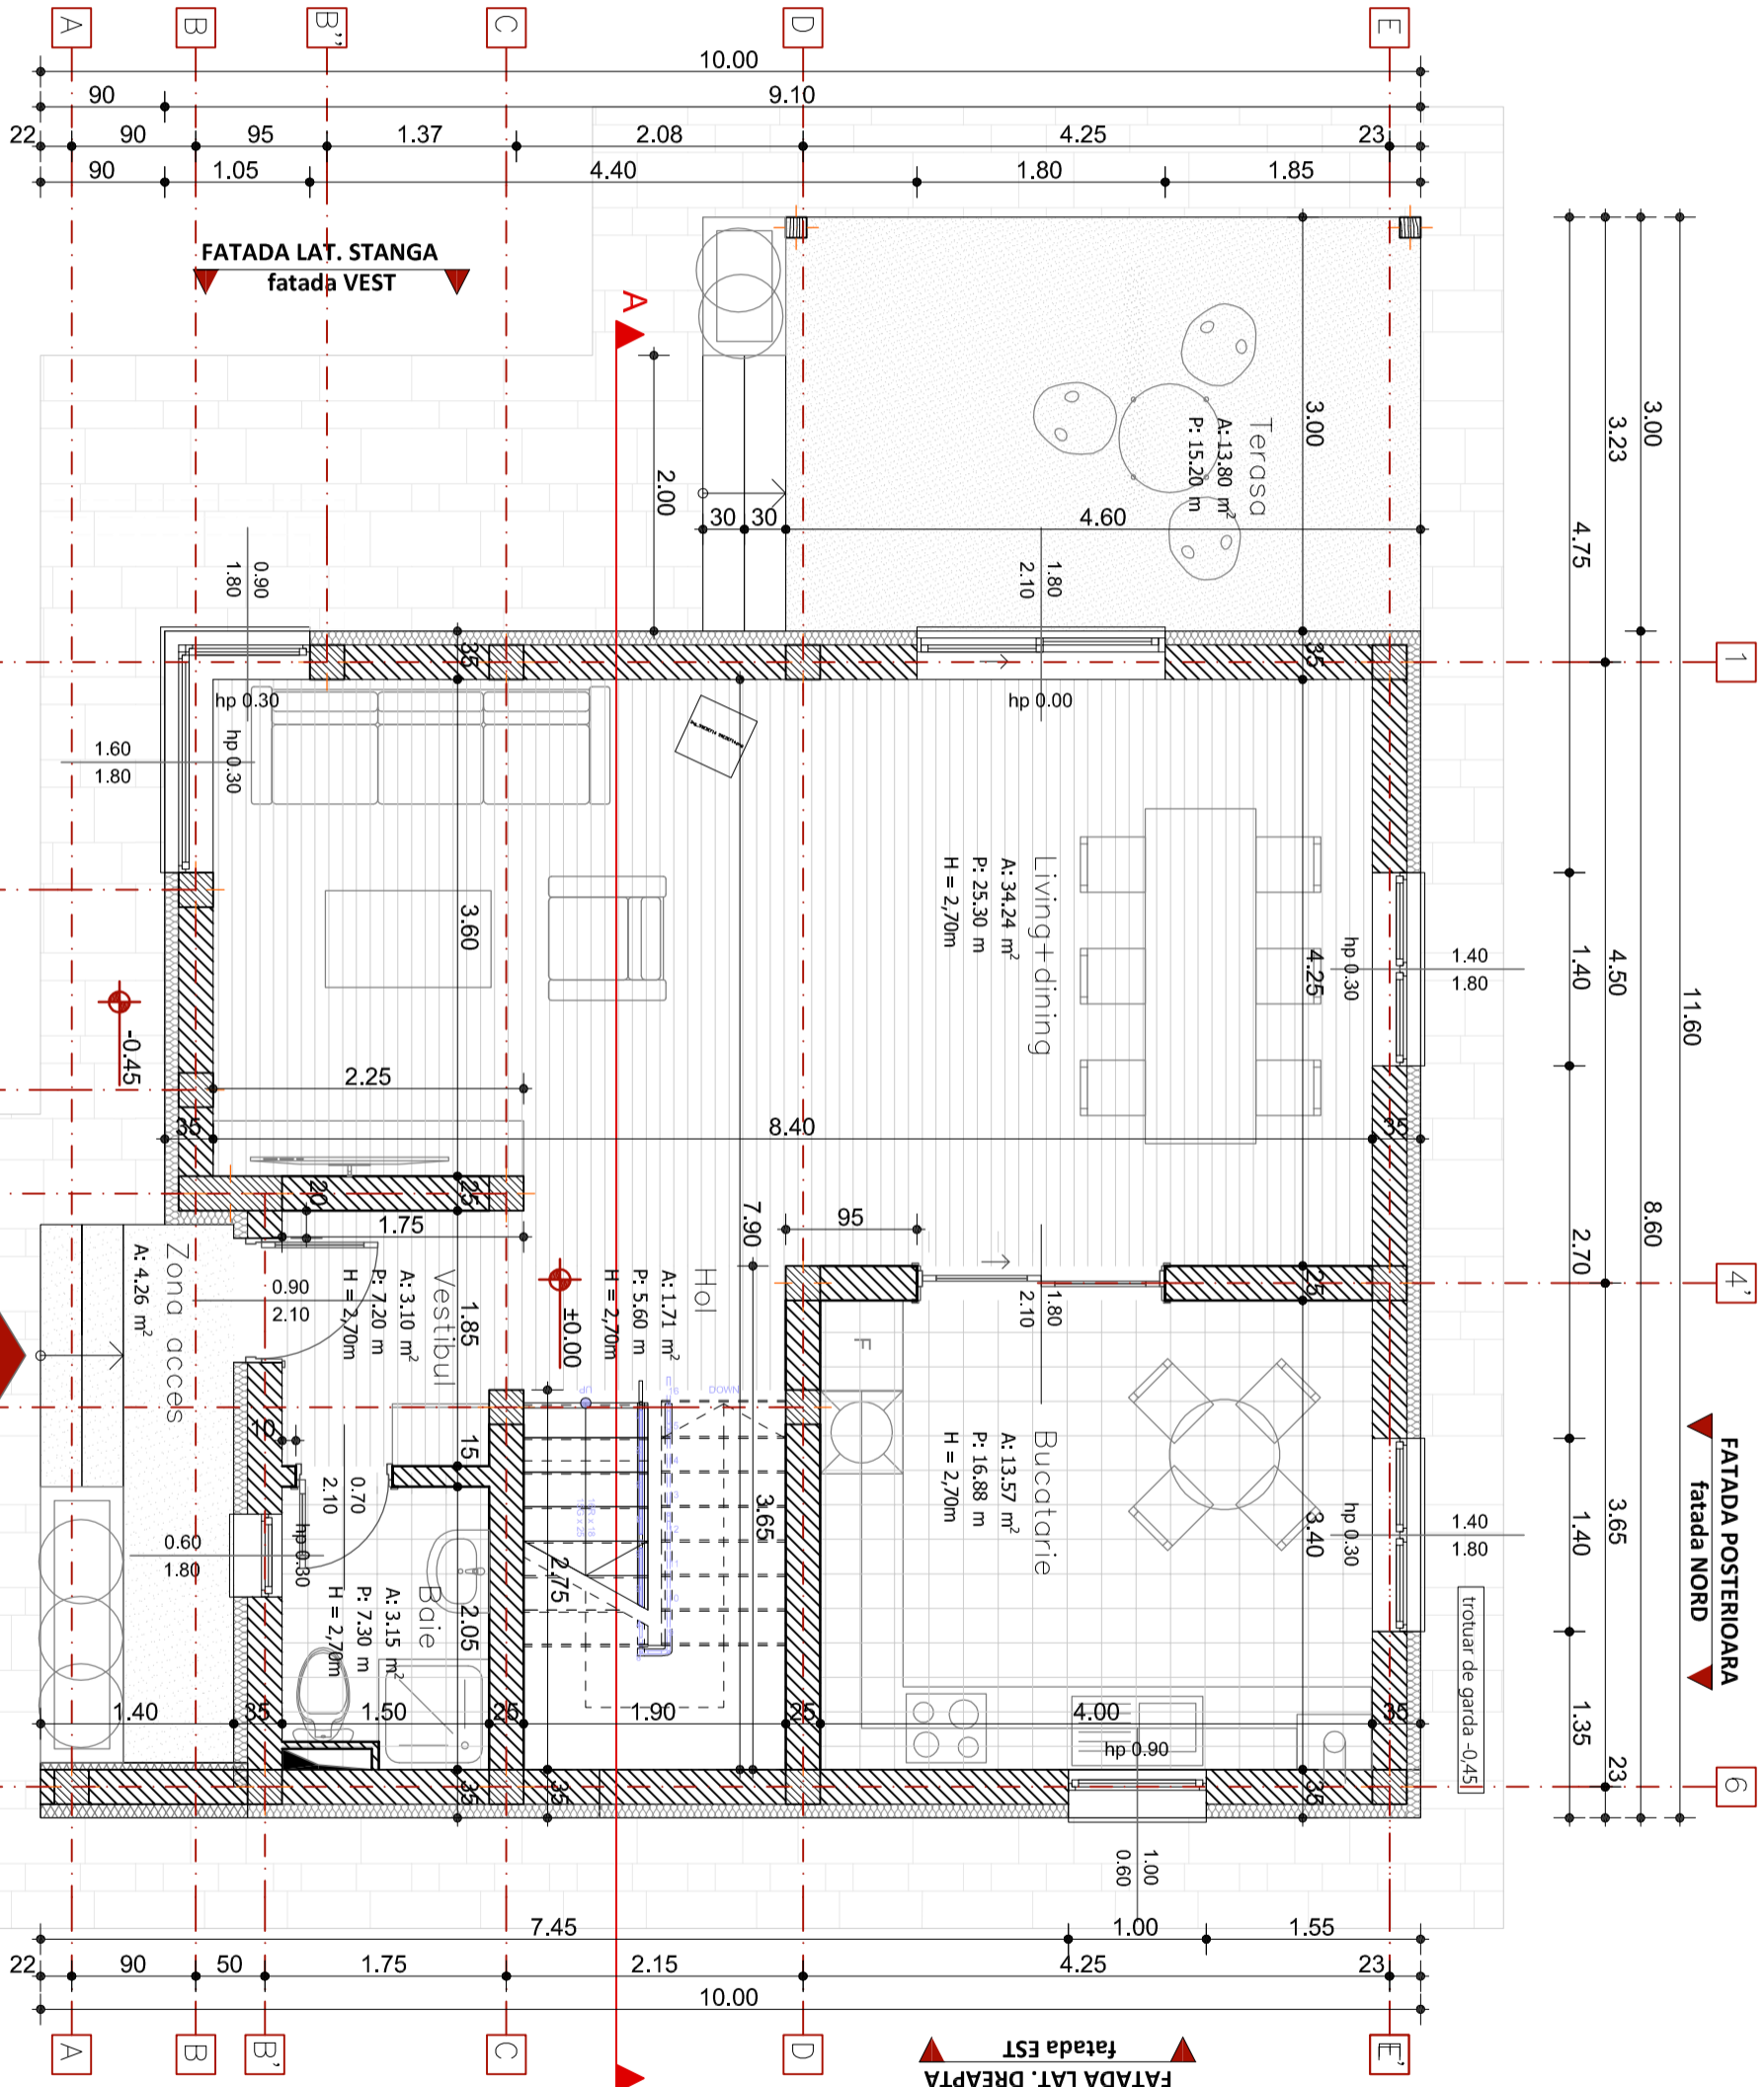 A
B
B''
C
D
E
10.00
90
9.10
22
90
95
1.37
2.08
4.25
23
90
1.05
4.40
1.80
1.85
FATADA LAT. STANGA
fatada VEST
A
3.00
3.23
4.75
3.00
Terasa
A: 13.80 m²
P: 15.20 m
2.00
30
30
4.60
0.90
1.80
1.80
2.10
35
35
1
hp 0.30
hp 0.00
1.60
1.80
hp 0.30
Living+dining
A: 34.24 m²
P: 25.30 m
H = 2,70m
3.60
4.25
hp 0.30
1.40
1.80
1.40
4.50
11.60
-0.45
2.25
35
8.40
35
20
25
1.75
7.90
95
2.70
8.60
25
4'
Zona acces
A: 4.26 m²
0.90
2.10
Vestibul
A: 3.10 m²
P: 7.20 m
H = 2,70m
1.85
±0.00
Hol
A: 1.71 m²
P: 5.60 m
H = 2,70m
1.80
2.10
F
UP
DOWN
15
0.70
2.10
0.60
1.80
hp 0.30
3.65
2.75
Bucatarie
A: 13.57 m²
P: 16.88 m
H = 2,70m
3.40
hp 0.30
1.40
1.80
1.40
3.65
FATADA POSTERIOARA
fatada NORD
trotuar de garda -0,45
Baie
A: 3.15 m²
P: 7.30 m
H = 2,70m
2.05
1.40
35
1.50
25
1.90
25
4.00
35
hp 0.90
1.35
23
6
35
35
35
1.00
0.60
7.45
1.00
1.55
22
90
50
1.75
2.15
4.25
23
10.00
A
B
B'
C
D
E'
fatada EST
FATADA LAT. DREAPTA